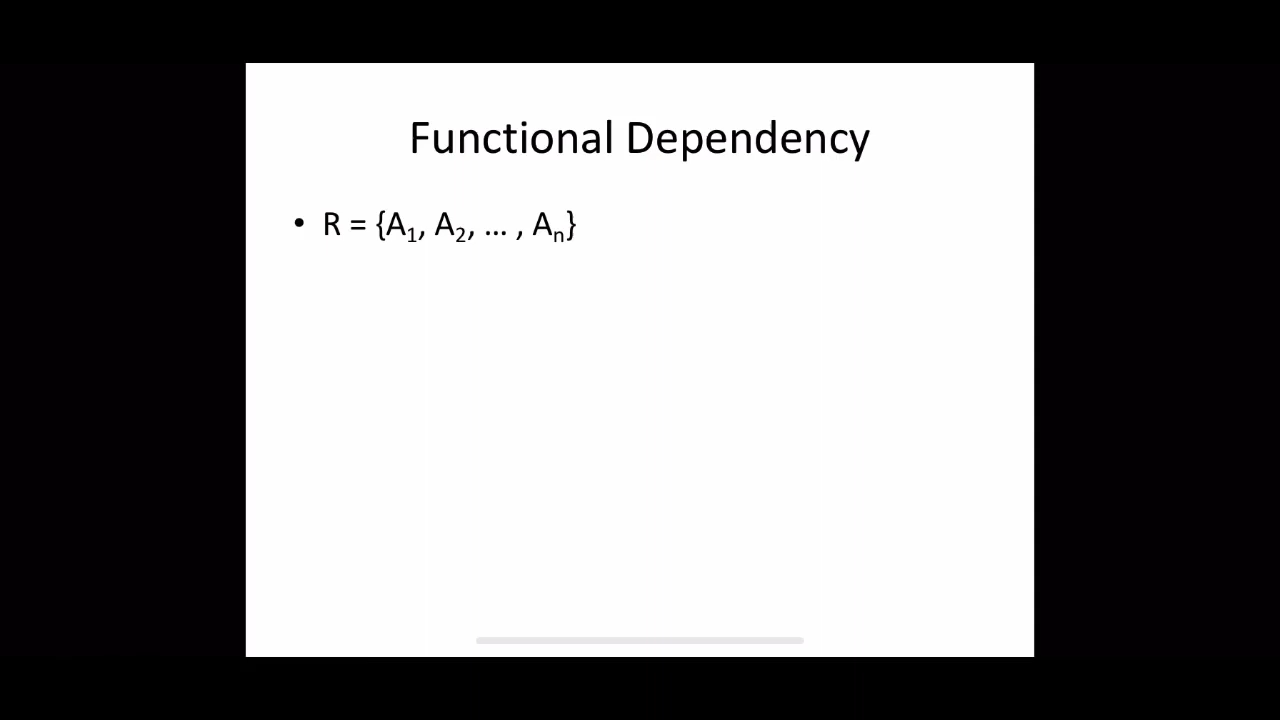 Functional Dependency
• R = {A₁, A₂, ... , Aₙ}